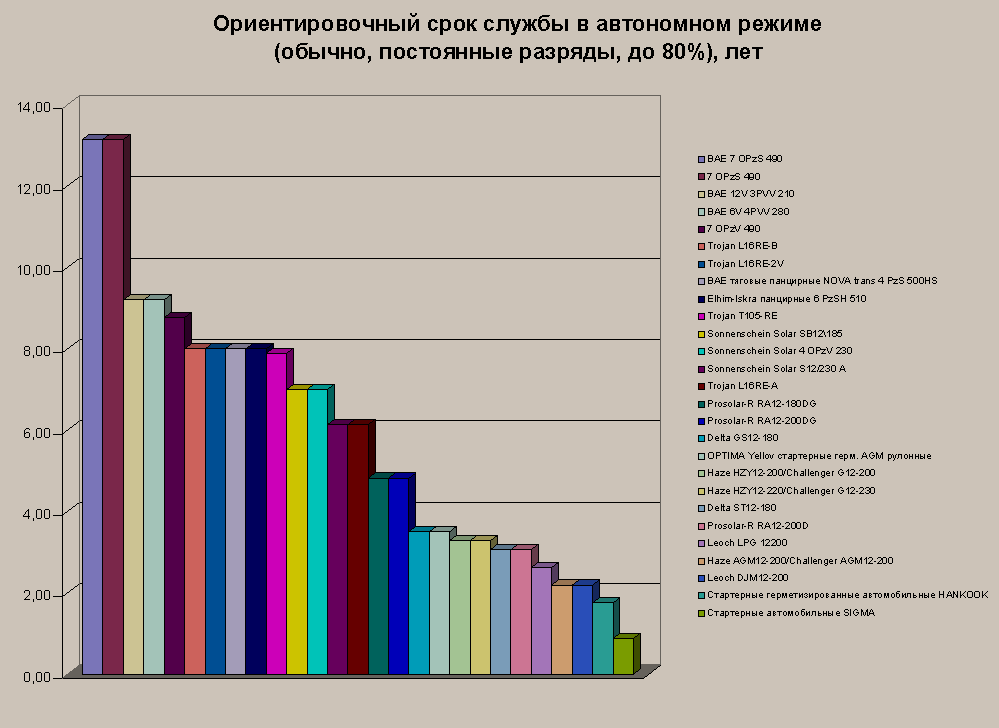 Ориентировочный срок службы в автономном режиме
(обычно, постоянные разряды, до 80%), лет
14,00
12,00
10,00
8,00
6,00
4,00
2,00
0,00
BAE 7 OPzS 490
7 OPzS 490
BAE 12V 3PVV 210
BAE 6V 4PVV 280
7 OPzV 490
Trojan L16RE-B
Trojan L16RE-2V
BAE тяговые панцирные NOVA trans 4 PzS 500HS
Elhim-Iskra панцирные 6 PzSH 510
Trojan T105-RE
Sonnenschein Solar SB12\185
Sonnenschein Solar 4 OPzV 230
Sonnenschein Solar S12/230 A
Trojan L16RE-A
Prosolar-R RA12-180DG
Prosolar-R RA12-200DG
Delta GS12-180
OPTIMA Yellov стартерные герм. AGM рулонные
Haze HZY12-200/Challenger G12-200
Haze HZY12-220/Challenger G12-230
Delta ST12-180
Prosolar-R RA12-200D
Leoch LPG 12200
Haze AGM12-200/Challenger AGM12-200
Leoch DJM12-200
Стартерные герметизированные автомобильные HANKOOK
Стартерные автомобильные SIGMA